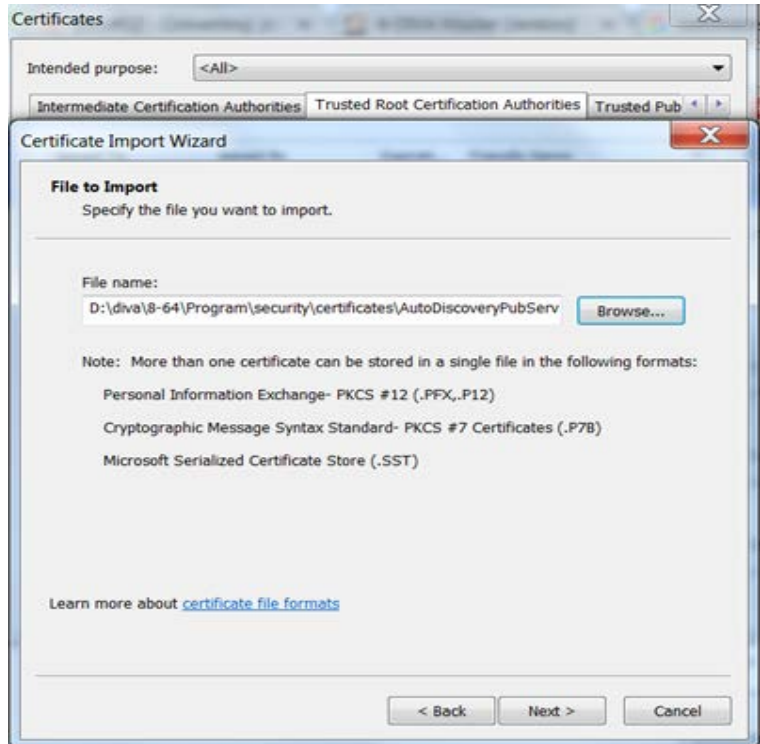 Certificates
Intended purpose: <All>
Intermediate Certification Authorities Trusted Root Certification Authorities Trusted Pub
Certificate Import Wizard
File to Import
Specify the file you want to import.
File name:
D:\diva\8-64\Program\security\certificates\AutoDiscoveryPubServ Browse...
Note: More than one certificate can be stored in a single file in the following formats:
Personal Information Exchange- PKCS #12 (.PFX,.P12)
Cryptographic Message Syntax Standard- PKCS #7 Certificates (.P7B)
Microsoft Serialized Certificate Store (.SST)
Learn more about certificate file formats
< Back Next > Cancel